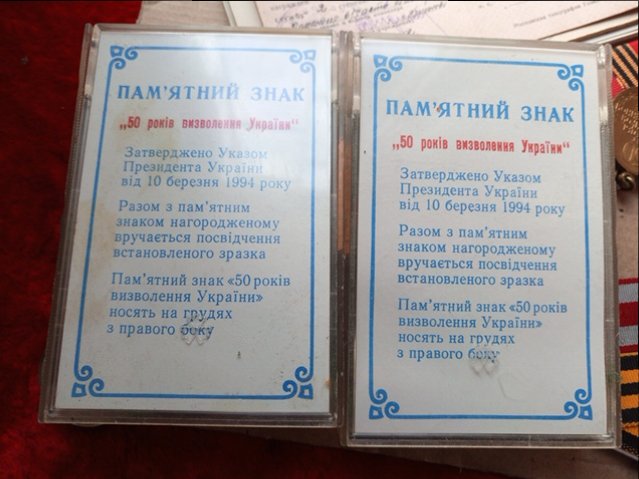 ПАМ'ЯТНИЙ ЗНАК
„50 років визволення України“
Затверджено Указом
Президента України
від 10 березня 1994 року
Разом з пам'ятним
знаком нагородженому
вручається посвідчення
встановленого зразка
Пам'ятний знак «50 років
визволення України»
носять на грудях
з правого боку
ПАМ'ЯТНИЙ ЗНАК
„50 років визволення України“
Затверджено Указом
Президента України
від 10 березня 1994 року
Разом з пам'ятним
знаком нагородженому
вручається посвідчення
встановленого зразка
Пам'ятний знак «50 років
визволення України»
носять на грудях
з правого боку